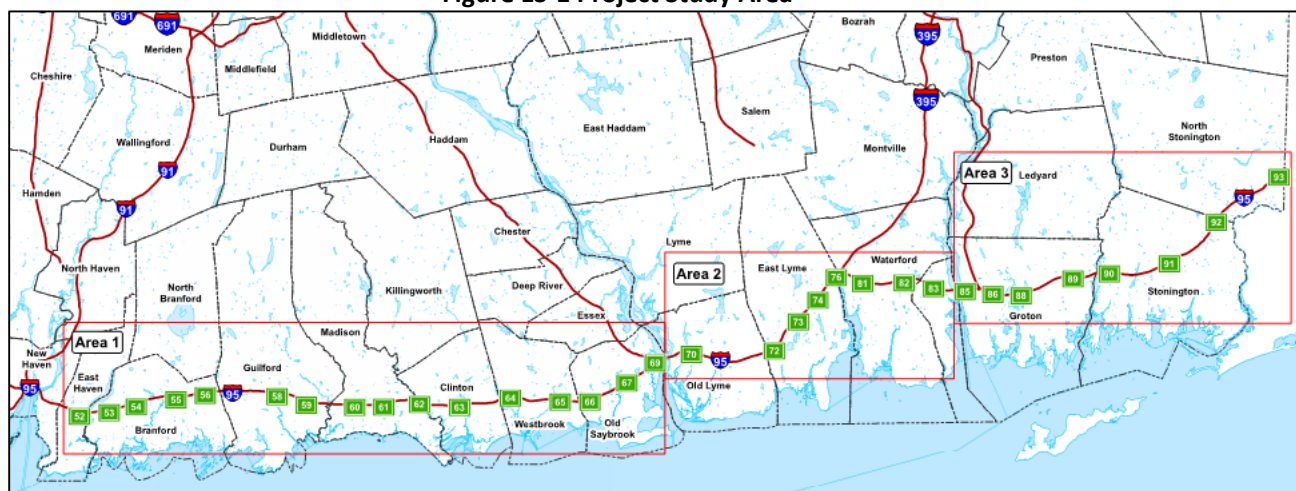 Figure ES-1 Project Study Area
691
691
Meriden
Middletown
Bozrah
395
Cheshire
Middlefield
Preston
395
Salem
Wallingford
Haddam
East Haddam
North
Stonington
Durham
Montville
91
Hamden
Area 3
Ledyard
93
95
91
92
Chester
Lyme
North Haven
East Lyme
Waterford
91
Area 2
76
89
90
North
Branford
Killingworth
Deep River
81
82
83
85
86
88
Stonington
74
Essex
73
Groton
Madison
Area 1
New
Haven
72
70
95
69
Guilford
East
Haven
67
Clinton
Old Lyme
95
95
58
56
55
54
53
52
59
60
61
62
63
64
65
66
Branford
Westbrook
Old
Saybrook